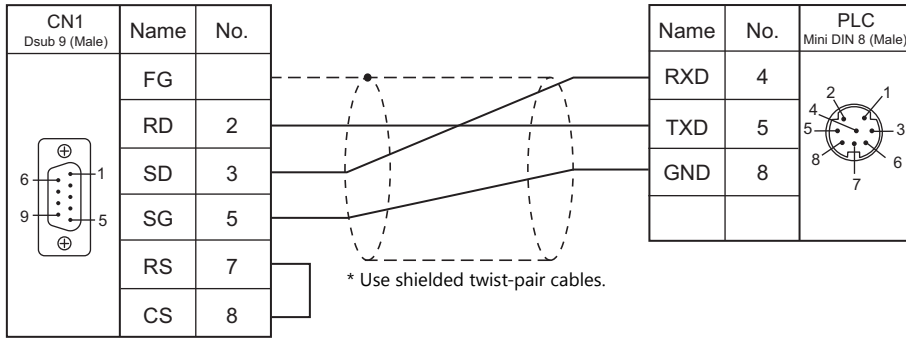 CN1
Dsub 9 (Male)
Name No.
FG
RD 2
SD 3
SG 5
RS 7
CS 8
1
6
9
5
* Use shielded twist-pair cables.
Name No.
RXD 4
TXD 5
GND 8
PLC
Mini DIN 8 (Male)
2 1
4
5 3
8 6
7